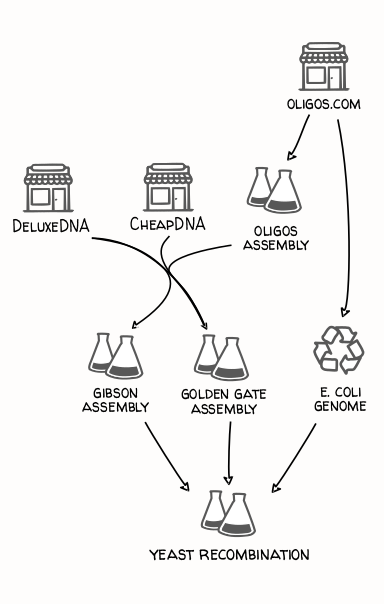 OLIGOS.COM
DELUXEDNA
CHEAPDNA
OLIGOS
ASSEMBLY
GIBSON
ASSEMBLY
GOLDEN GATE
ASSEMBLY
E. COLI
GENOME
YEAST RECOMBINATION